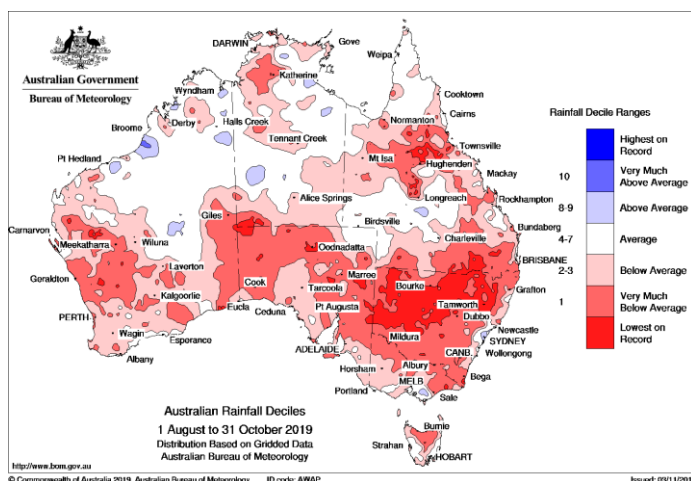 Australian Government
Bureau of Meteorology
DARWIN
Gove
Weipa
Katherine
Wyndham
Cooktown
Cairns
Derby
Halls Creek
Broome
Normanton
Tennant Creek
Townsville
Pt Hedland
Mt Isa
Hughenden
Mackay
Longreach
Alice Springs
Rockhampton
Carnarvon
Giles
Birdsville
Bundaberg
Meekatharra
Wiluna
Oodnadatta
Charleville
BRISBANE
Laverton
Geraldton
Cook
Marree
Bourke
Tarcoola
Grafton
Kalgoorlie
Tamworth
Eucla
Ceduna
Pt Augusta
Dubbo
PERTH
Newcastle
Wagin
Esperance
Mildura
SYDNEY
ADELAIDE
CANB.
Wollongong
Albany
Horsham
Albury
Bega
Portland
MELB
Sale
Burnie
Strahan
HOBART
Rainfall Decile Ranges
Highest on
Record
10
Very Much
Above Average
8-9
Above Average
4-7
Average
2-3
Below Average
1
Very Much
Below Average
Lowest on
Record
Australian Rainfall Deciles
1 August to 31 October 2019
Distribution Based on Gridded Data
Australian Bureau of Meteorology
http://www.bom.gov.au
© Commonwealth of Australia 2019, Australian Bureau of Meteorology ID code: AWAP
Issued: 03/11/201